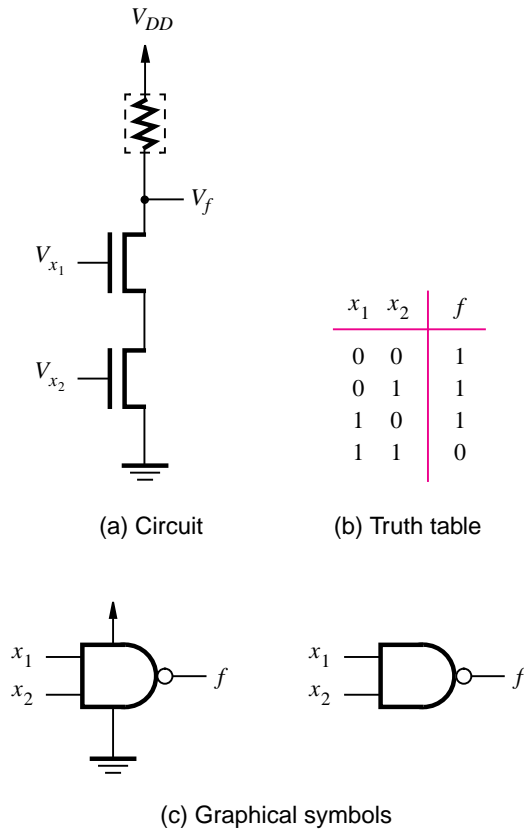 V_DD
V_f
V_x1
V_x2
x1 x2 f
0 0 1
0 1 1
1 0 1
1 1 0
(a) Circuit
(b) Truth table
x1
x2
f
x1
x2
f
(c) Graphical symbols